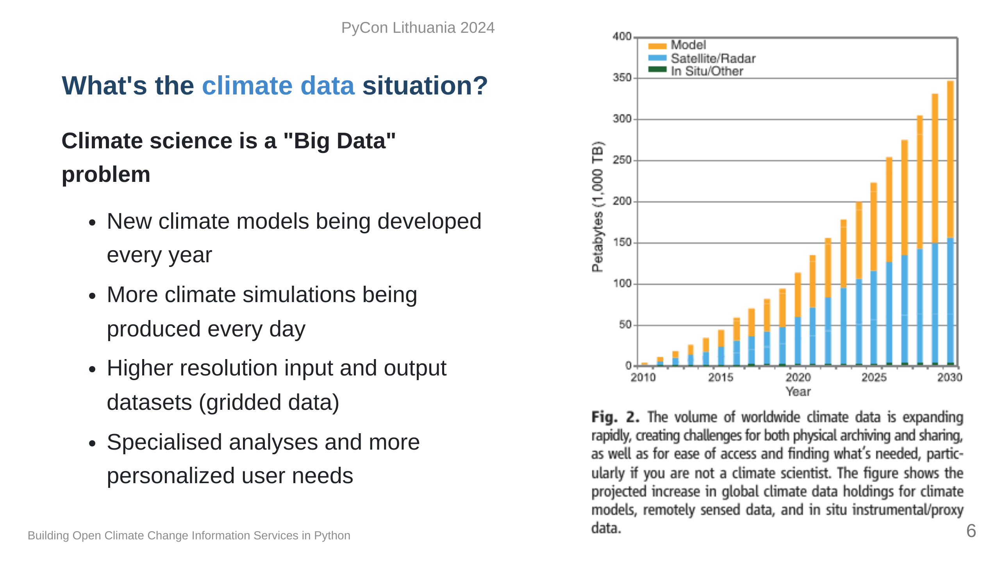 PyCon Lithuania 2024
What's the climate data situation?
Climate science is a "Big Data"
problem
• New climate models being developed
every year
• More climate simulations being
produced every day
• Higher resolution input and output
datasets (gridded data)
• Specialised analyses and more
personalized user needs
400
350
300
250
200
150
100
50
0
Petabytes (1,000 TB)
Model
Satellite/Radar
In Situ/Other
2010 2015 2020 2025 2030
Year
Fig. 2. The volume of worldwide climate data is expanding
rapidly, creating challenges for both physical archiving and sharing,
as well as for ease of access and finding what's needed, partic-
ularly if you are not a climate scientist. The figure shows the
projected increase in global climate data holdings for climate
models, remotely sensed data, and in situ instrumental/proxy
data.
Building Open Climate Change Information Services in Python
6